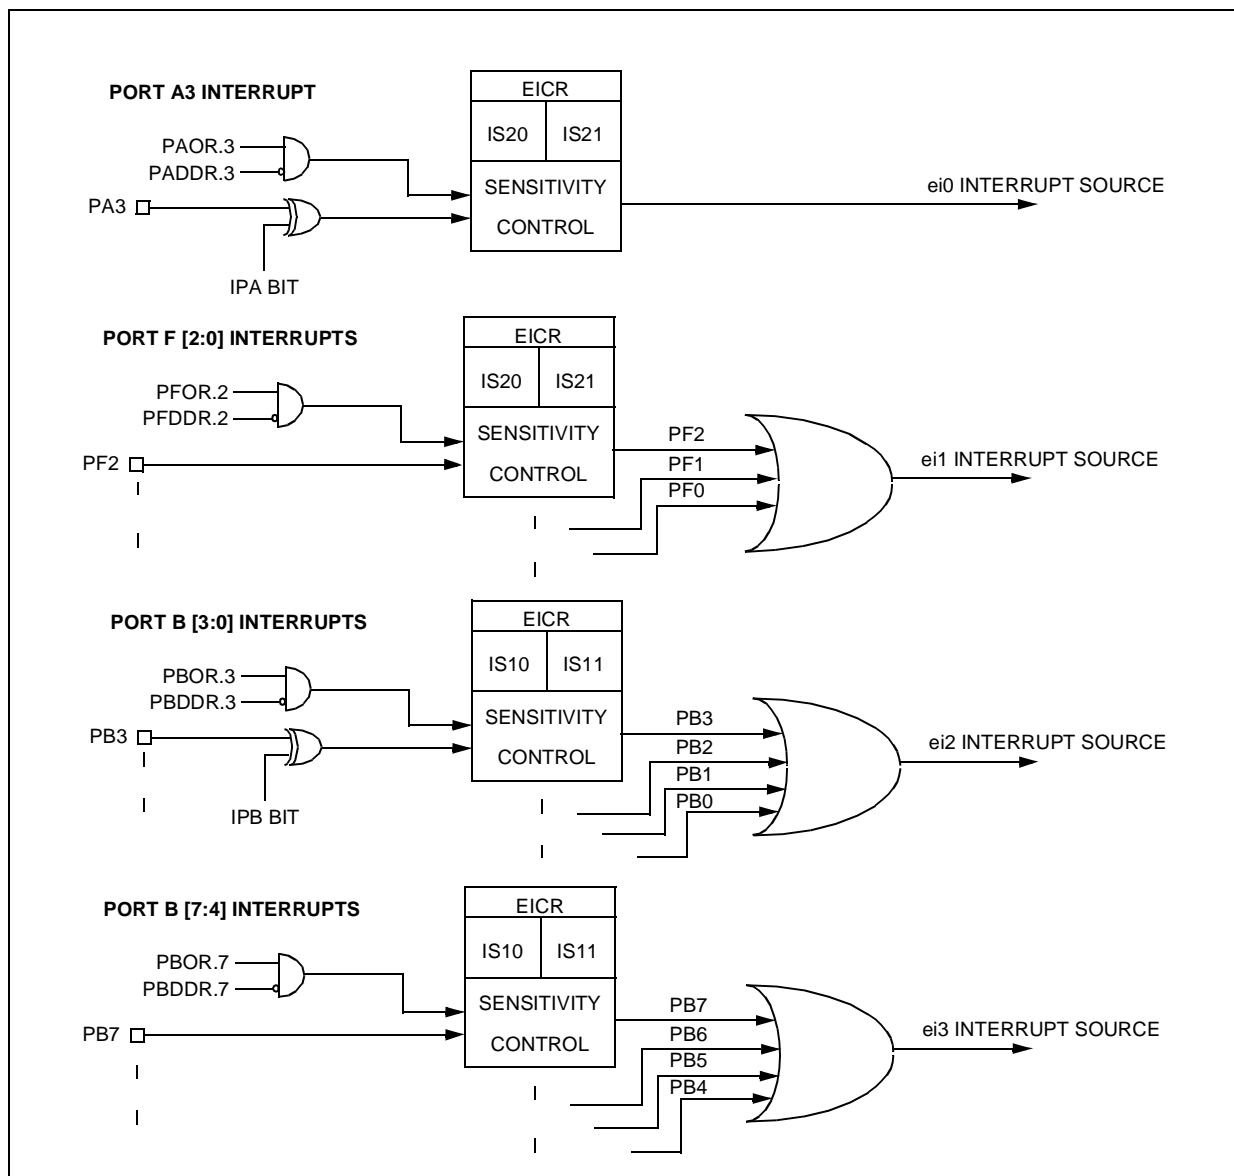 PORT A3 INTERRUPT
EICR
IS20 IS21
PAOR.3
PADDR.3
SENSITIVITY
CONTROL
PA3
IPA BIT
ei0 INTERRUPT SOURCE
PORT F [2:0] INTERRUPTS
EICR
IS20 IS21
PFOR.2
PFDDR.2
SENSITIVITY
CONTROL
PF2
PF2
PF1
PF0
ei1 INTERRUPT SOURCE
PORT B [3:0] INTERRUPTS
EICR
IS10 IS11
PBOR.3
PBDDR.3
SENSITIVITY
CONTROL
PB3
IPB BIT
PB3
PB2
PB1
PB0
ei2 INTERRUPT SOURCE
PORT B [7:4] INTERRUPTS
EICR
IS10 IS11
PBOR.7
PBDDR.7
SENSITIVITY
CONTROL
PB7
PB7
PB6
PB5
PB4
ei3 INTERRUPT SOURCE